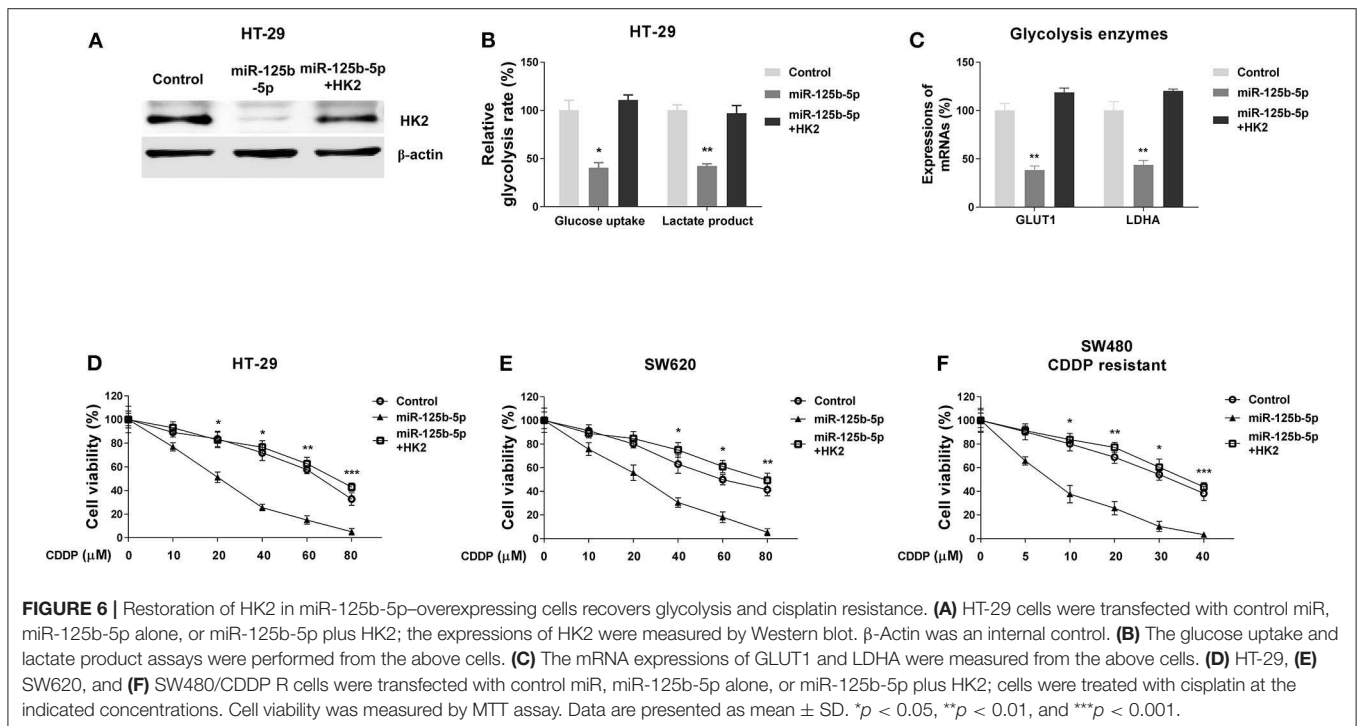 A
HT-29
Control
miR-125b
-5p
miR-125b-5p
+HK2
HK2
β-actin
B
HT-29
Relative
glycolysis rate (%)
150
100
50
0
*
**
Glucose uptake
Lactate product
Control
miR-125b-5p
miR-125b-5p
+HK2
C
Glycolysis enzymes
Expressions of
mRNAs (%)
150
100
50
0
**
**
GLUT1
LDHA
Control
miR-125b-5p
miR-125b-5p
+HK2
D
HT-29
Cell viability (%)
120
100
80
60
40
20
0
*
*
**
***
Control
miR-125b-5p
miR-125b-5p
+HK2
CDDP (μM)
0 10 20 40 60 80
E
SW620
Cell viability (%)
120
100
80
60
40
20
0
*
*
**
Control
miR-125b-5p
miR-125b-5p
+HK2
CDDP (μM)
0 10 20 40 60 80
F
SW480
CDDP resistant
Cell viability (%)
120
100
80
60
40
20
0
*
**
*
***
Control
miR-125b-5p
miR-125b-5p
+HK2
CDDP (μM)
0 5 10 20 30 40
FIGURE 6 | Restoration of HK2 in miR-125b-5p–overexpressing cells recovers glycolysis and cisplatin resistance. (A) HT-29 cells were transfected with control miR,
miR-125b-5p alone, or miR-125b-5p plus HK2; the expressions of HK2 were measured by Western blot. β-Actin was an internal control. (B) The glucose uptake and
lactate product assays were performed from the above cells. (C) The mRNA expressions of GLUT1 and LDHA were measured from the above cells. (D) HT-29, (E)
SW620, and (F) SW480/CDDP R cells were transfected with control miR, miR-125b-5p alone, or miR-125b-5p plus HK2; cells were treated with cisplatin at the
indicated concentrations. Cell viability was measured by MTT assay. Data are presented as mean ± SD. *p < 0.05, **p < 0.01, and ***p < 0.001.